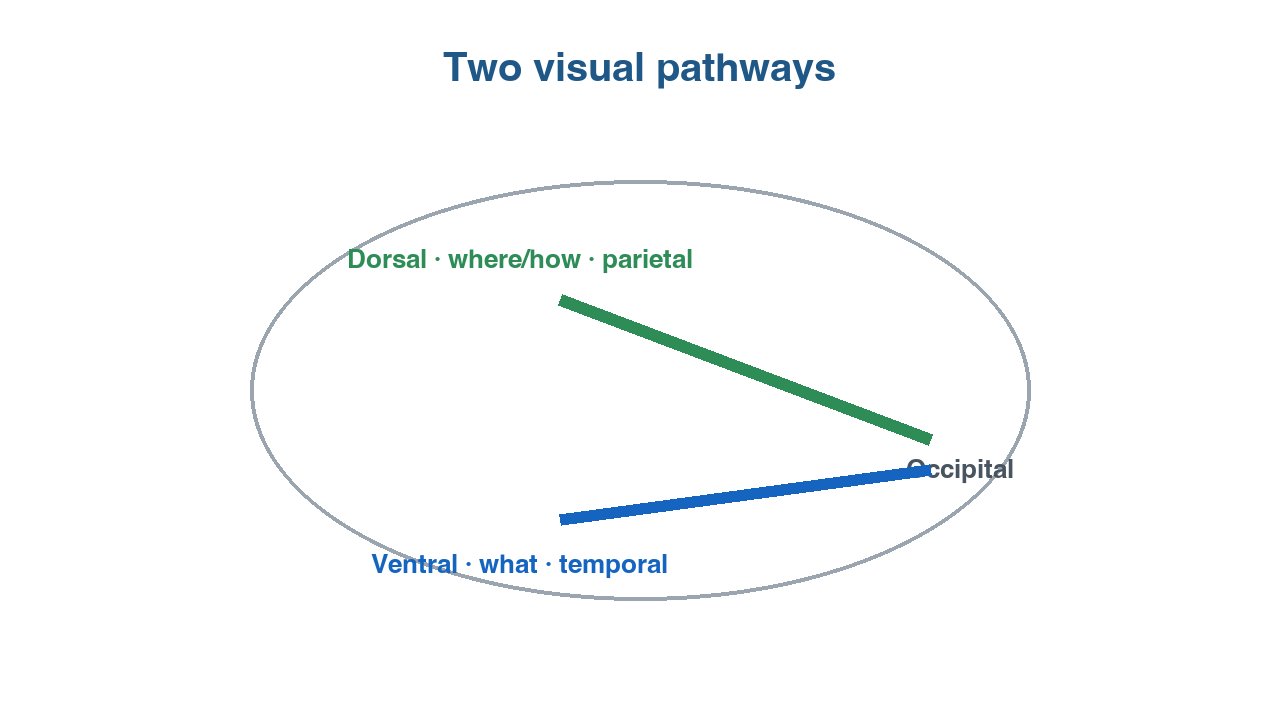 Two visual pathways
Dorsal · where/how · parietal
Occipital
Ventral · what · temporal